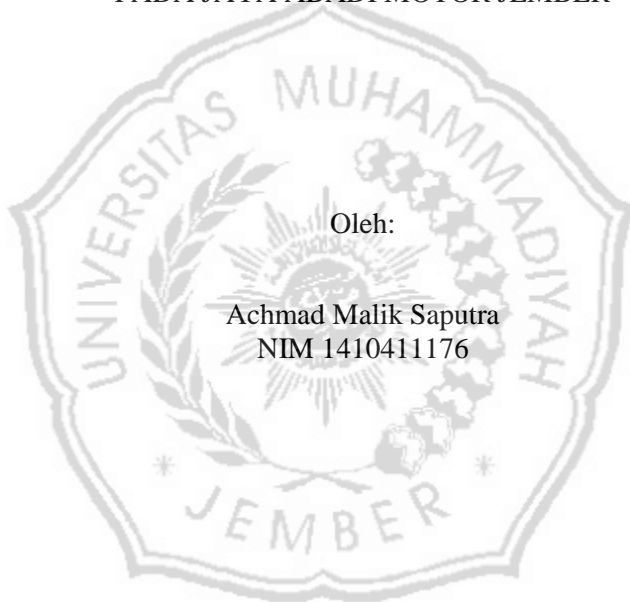 PADA JAYA ABADI MOTOR JEMBER
UNIVERSITAS MUHAMMADIYAH
Oleh:
Achmad Malik Saputra
NIM 1410411176
* JEMBER *